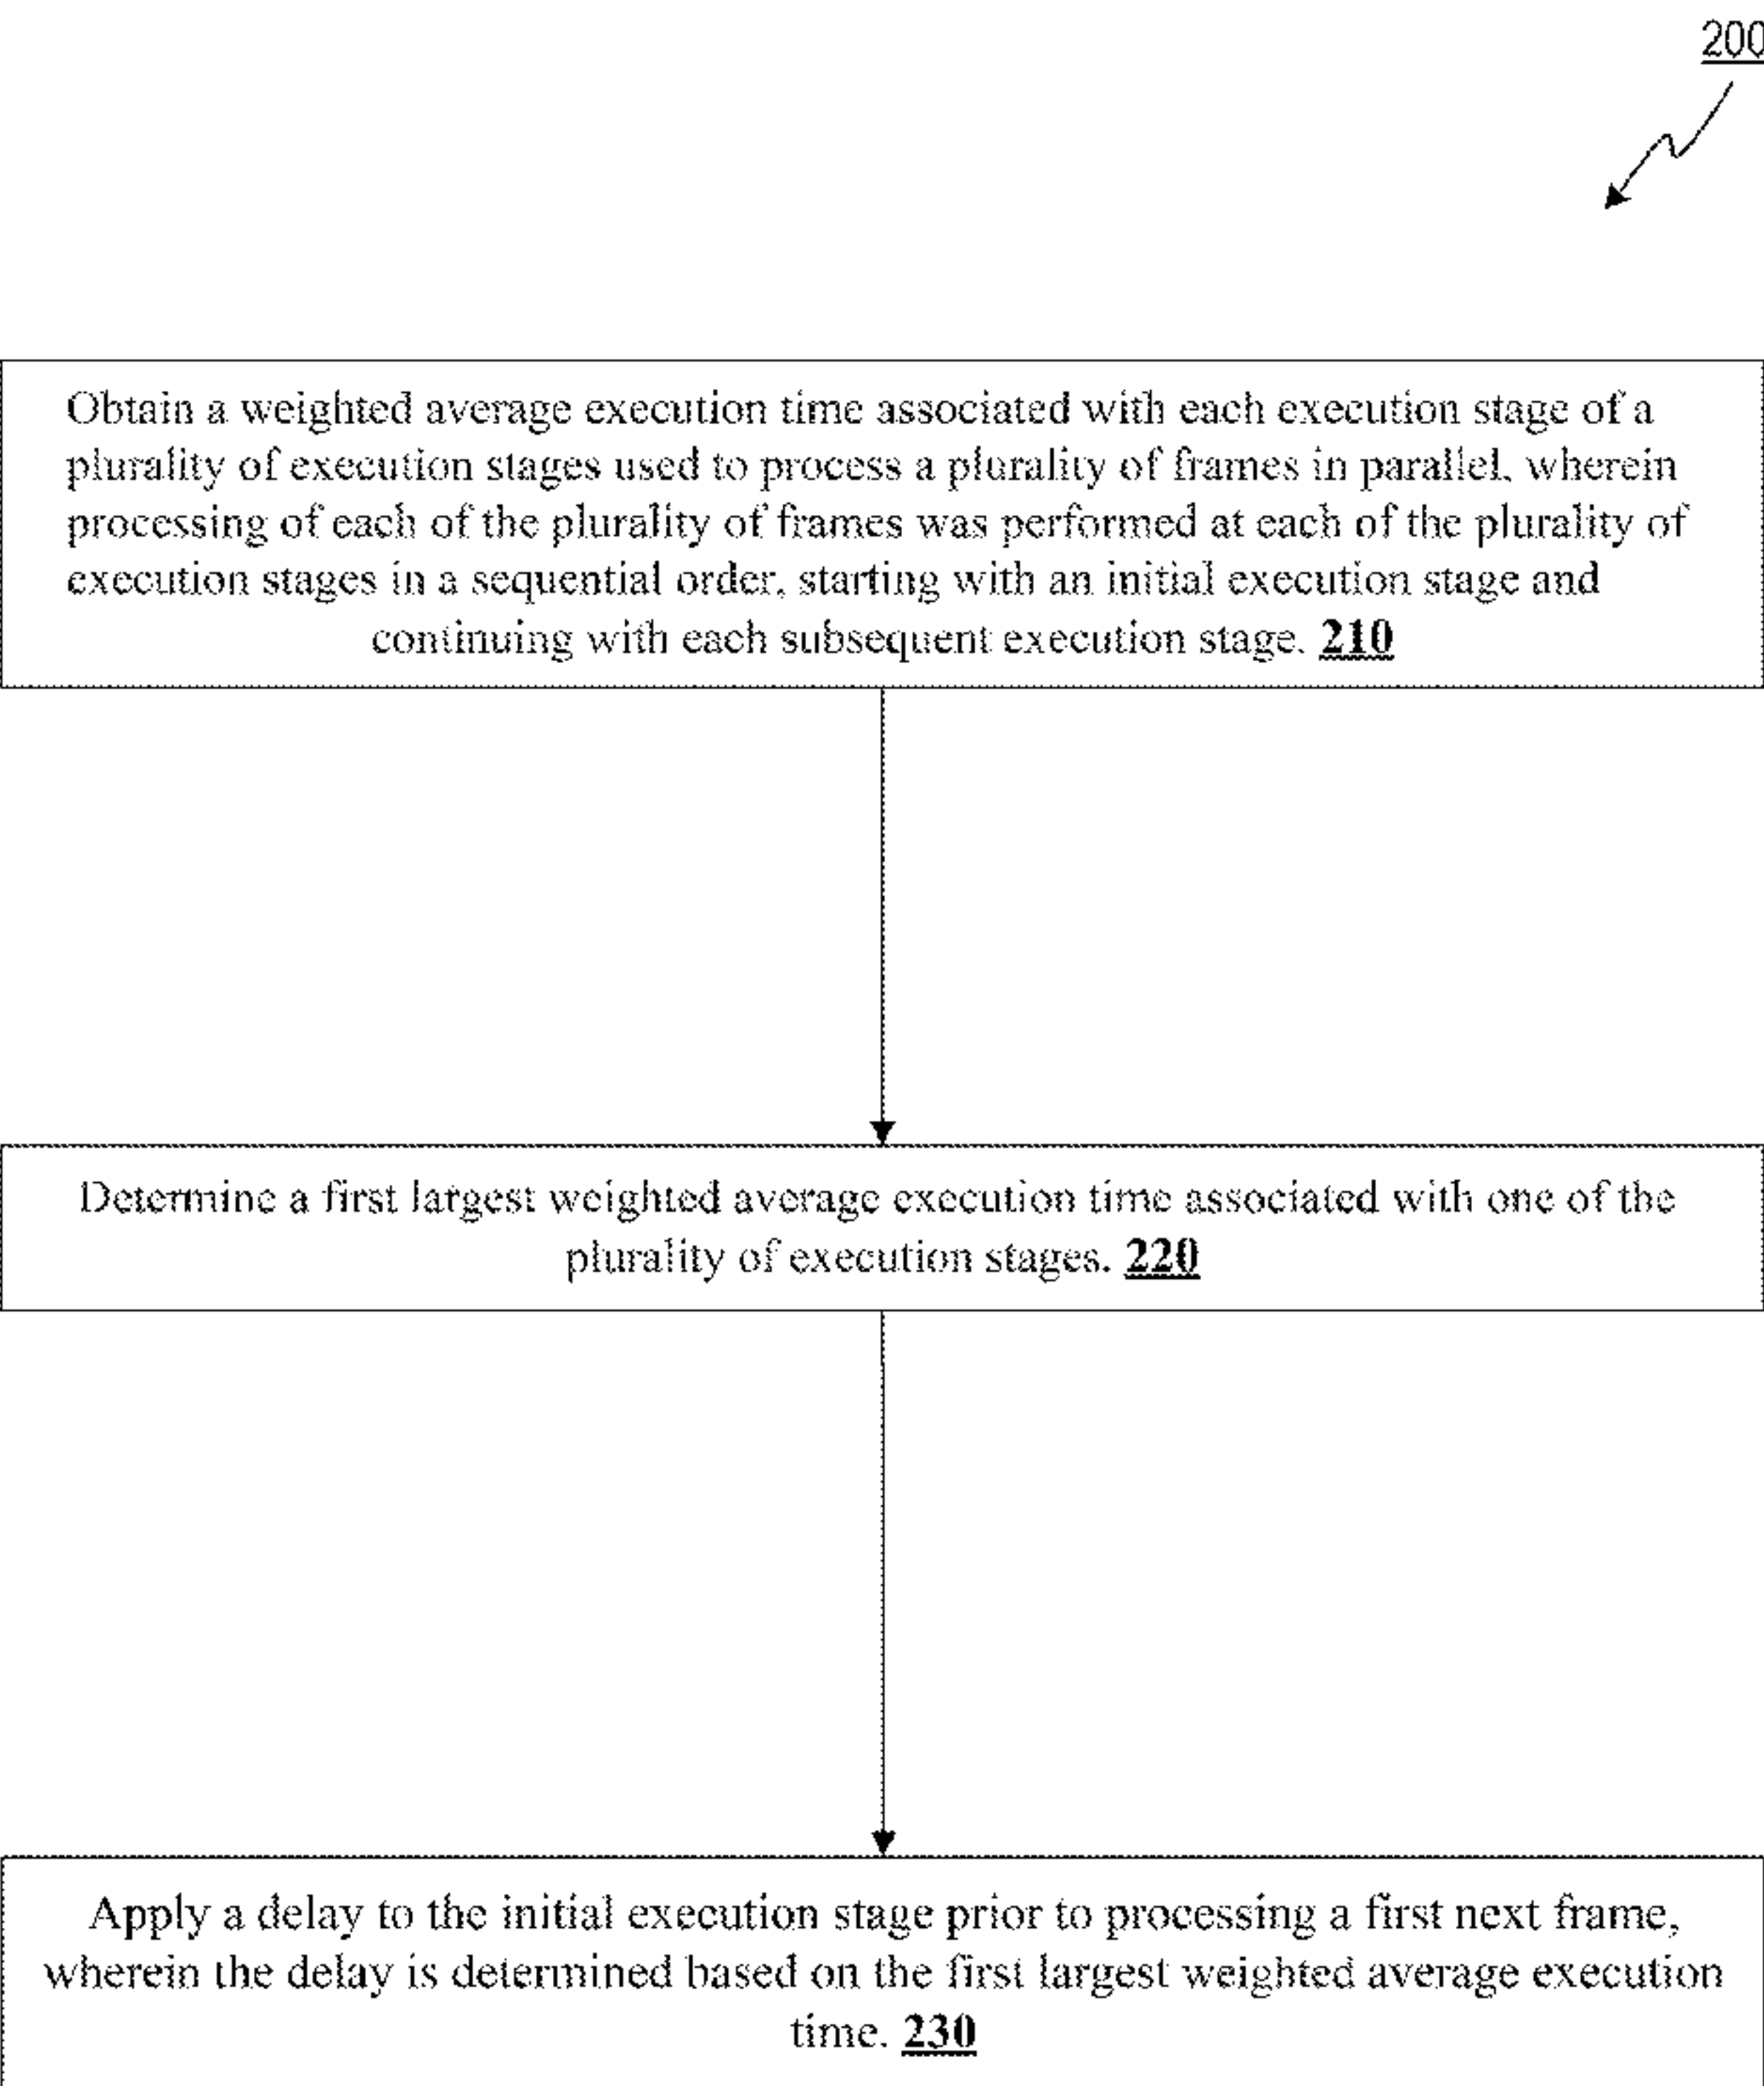 200
Obtain a weighted average execution time associated with each execution stage of a
plurality of execution stages used to process a plurality of frames in parallel, wherein
processing of each of the plurality of frames was performed at each of the plurality of
execution stages in a sequential order, starting with an initial execution stage and
continuing with each subsequent execution stage. 210
Determine a first largest weighted average execution time associated with one of the
plurality of execution stages. 220
Apply a delay to the initial execution stage prior to processing a first next frame,
wherein the delay is determined based on the first largest weighted average execution
time. 230